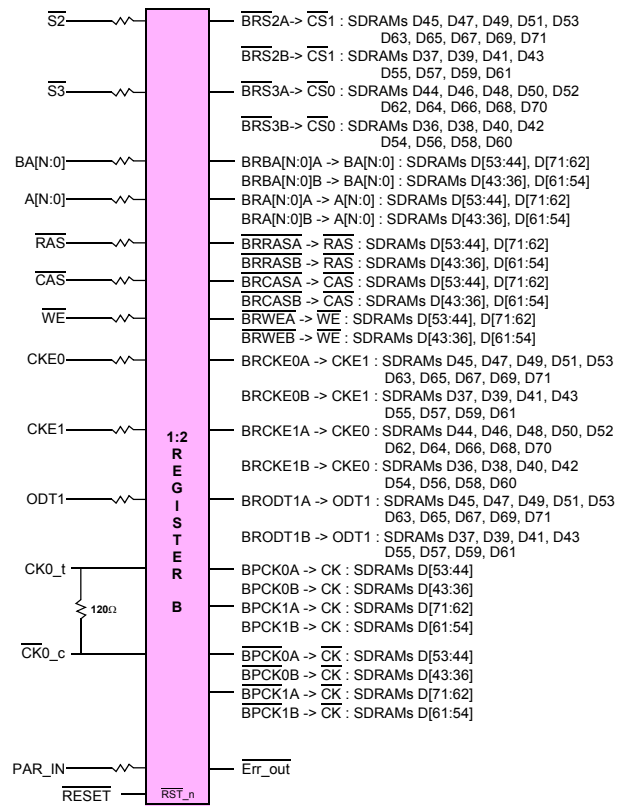 S2
BRS2A-> CS1 : SDRAMs D45, D47, D49, D51, D53
D63, D65, D67, D69, D71
BRS2B-> CS1 : SDRAMs D37, D39, D41, D43
D55, D57, D59, D61
S3
BRS3A-> CS0 : SDRAMs D44, D46, D48, D50, D52
D62, D64, D66, D68, D70
BRS3B-> CS0 : SDRAMs D36, D38, D40, D42
D54, D56, D58, D60
BA[N:0]
BRBA[N:0]A -> BA[N:0] : SDRAMs D[53:44], D[71:62]
BRBA[N:0]B -> BA[N:0] : SDRAMs D[43:36], D[61:54]
A[N:0]
BRA[N:0]A -> A[N:0] : SDRAMs D[53:44], D[71:62]
BRA[N:0]B -> A[N:0] : SDRAMs D[43:36], D[61:54]
RAS
BRRASA -> RAS : SDRAMs D[53:44], D[71:62]
BRRASB -> RAS : SDRAMs D[43:36], D[61:54]
CAS
BRCASA -> CAS : SDRAMs D[53:44], D[71:62]
BRCASB -> CAS : SDRAMs D[43:36], D[61:54]
WE
BRWEA -> WE : SDRAMs D[53:44], D[71:62]
BRWEB -> WE : SDRAMs D[43:36], D[61:54]
CKE0
BRCKE0A -> CKE1 : SDRAMs D45, D47, D49, D51, D53
D63, D65, D67, D69, D71
BRCKE0B -> CKE1 : SDRAMs D37, D39, D41, D43
D55, D57, D59, D61
CKE1
BRCKE1A -> CKE0 : SDRAMs D44, D46, D48, D50, D52
D62, D64, D66, D68, D70
BRCKE1B -> CKE0 : SDRAMs D36, D38, D40, D42
D54, D56, D58, D60
ODT1
BRODT1A -> ODT1 : SDRAMs D45, D47, D49, D51, D53
D63, D65, D67, D69, D71
BRODT1B -> ODT1 : SDRAMs D37, D39, D41, D43
D55, D57, D59, D61
1:2
R
E
G
I
S
T
E
R
B
CK0_t
BPCK0A -> CK : SDRAMs D[53:44]
BPCK0B -> CK : SDRAMs D[43:36]
BPCK1A -> CK : SDRAMs D[71:62]
BPCK1B -> CK : SDRAMs D[61:54]
120Ω
CK0_c
BPCK0A -> CK : SDRAMs D[53:44]
BPCK0B -> CK : SDRAMs D[43:36]
BPCK1A -> CK : SDRAMs D[71:62]
BPCK1B -> CK : SDRAMs D[61:54]
PAR_IN
Err_out
RESET
RST_n